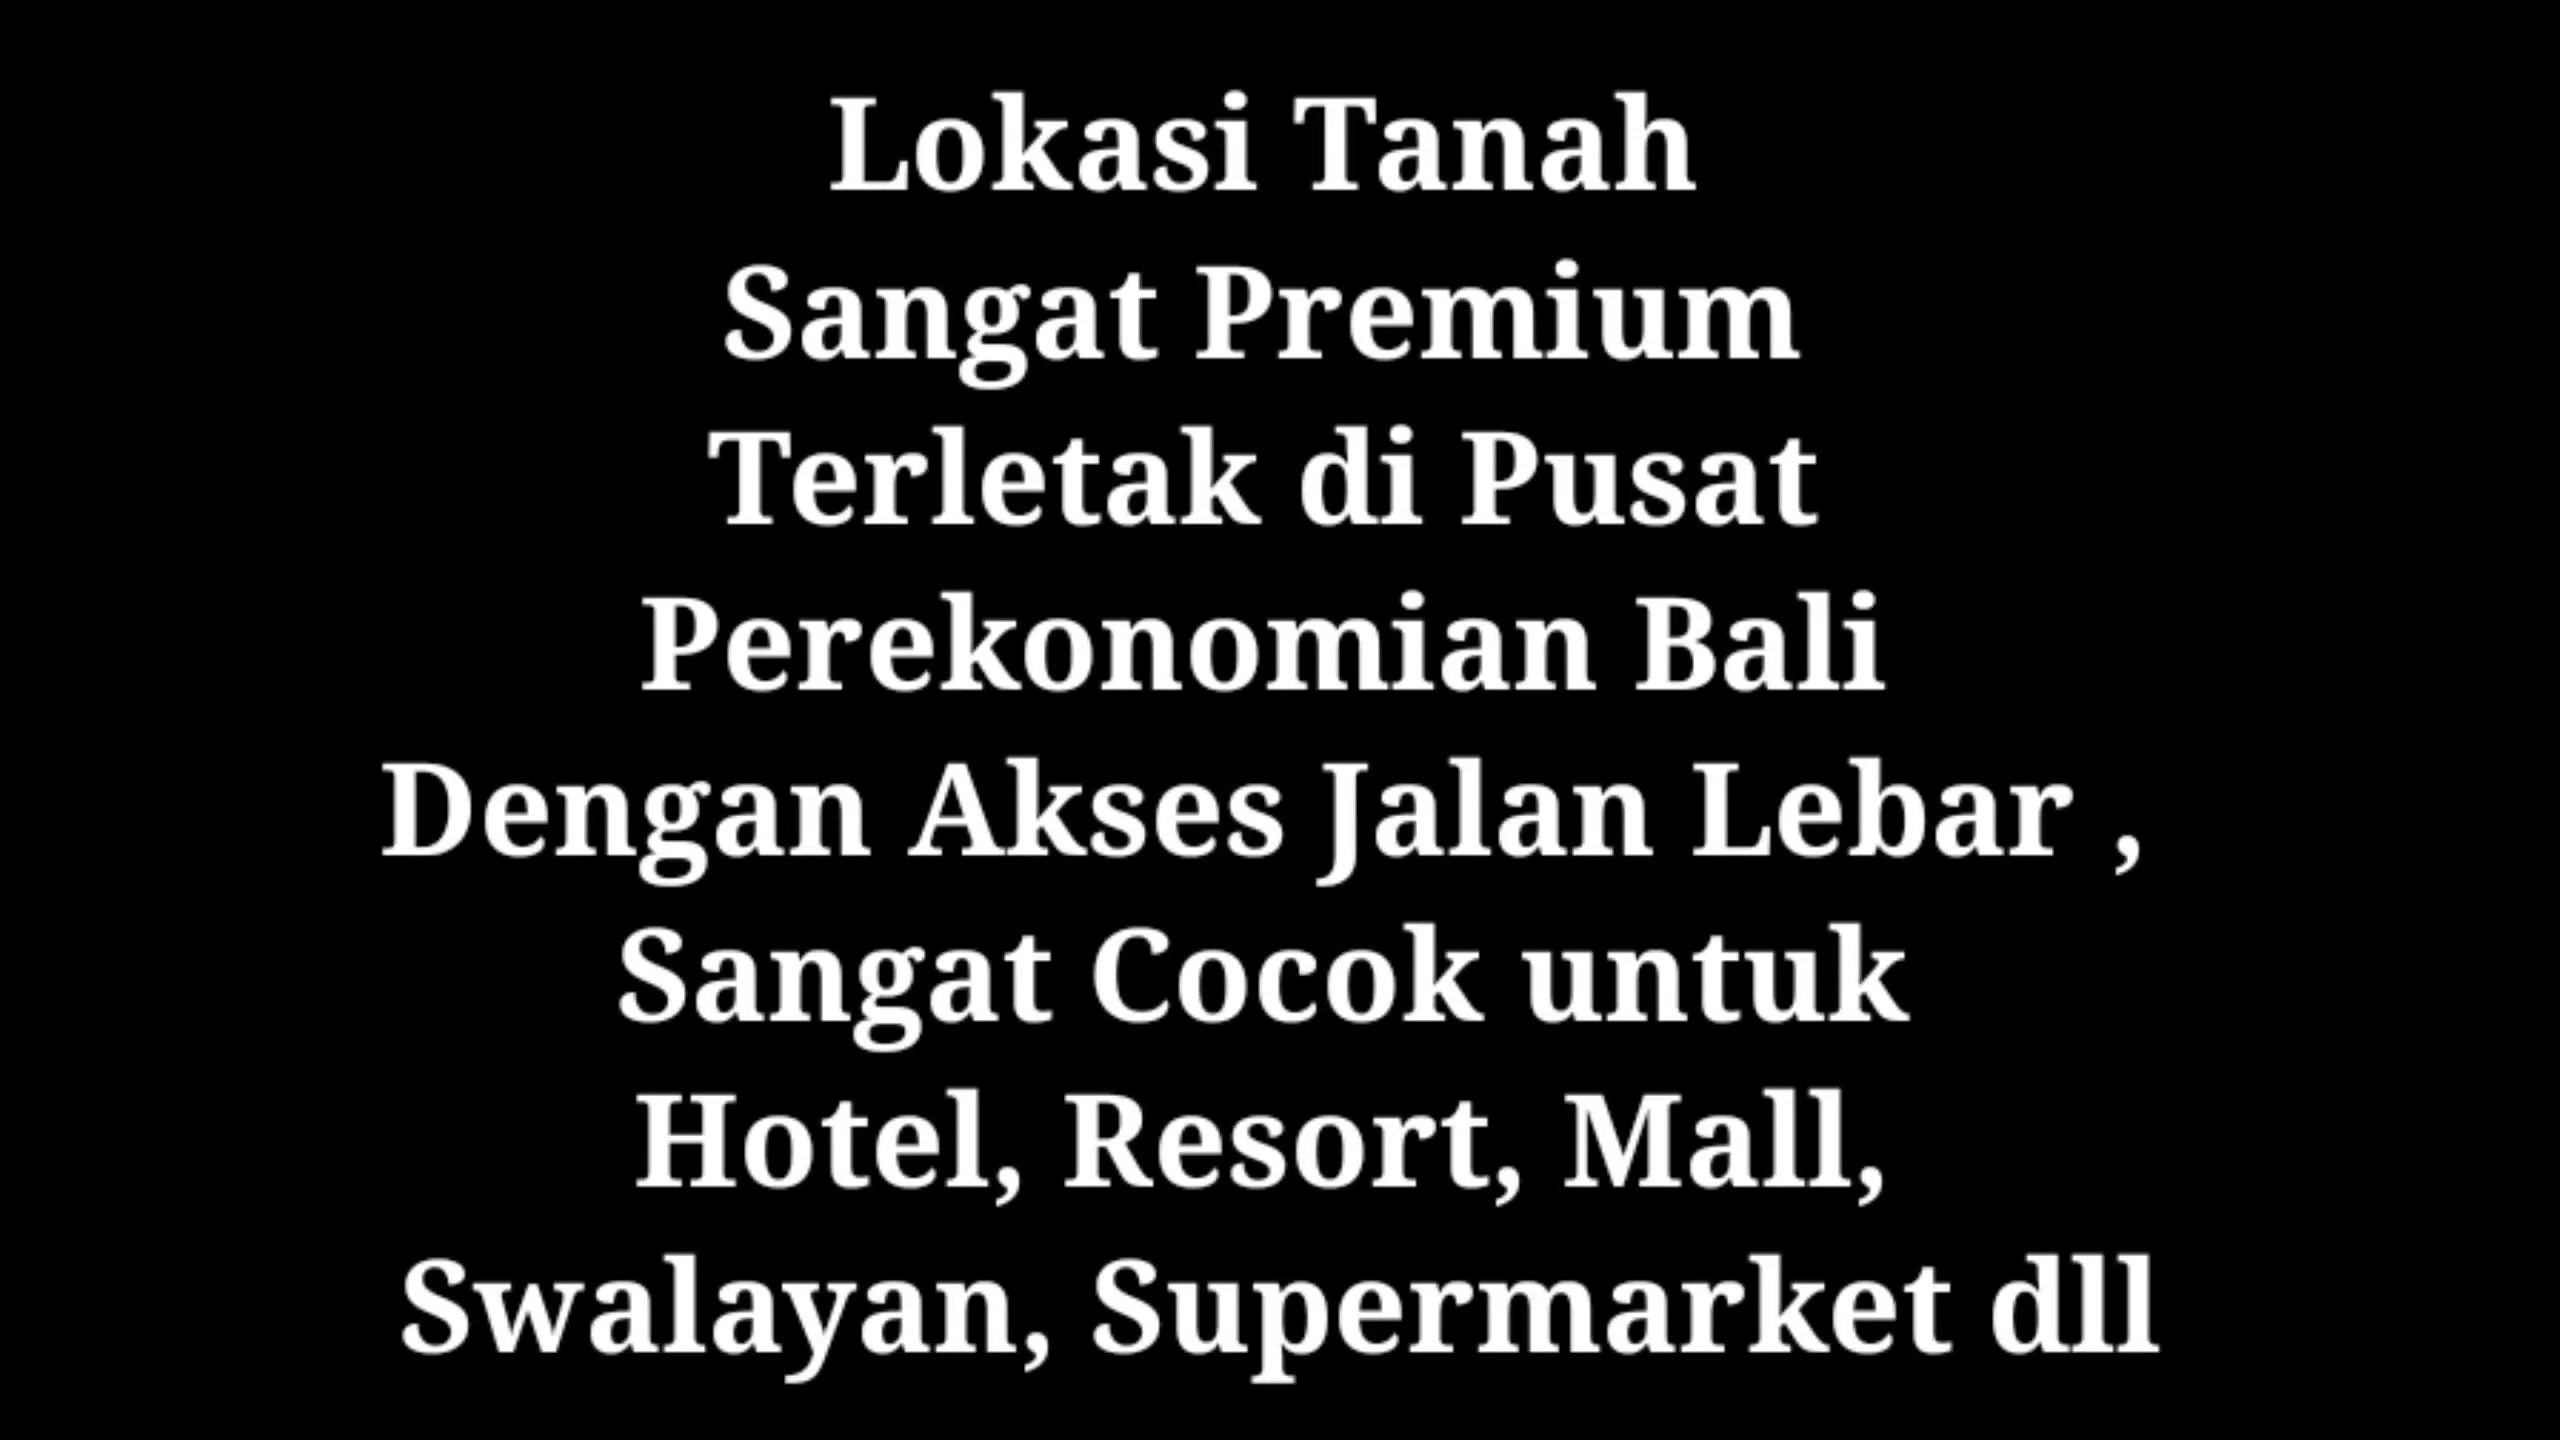 Lokasi Tanah
Sangat Premium
Terletak di Pusat
Perekonomian Bali
Dengan Akses Jalan Lebar ,
Sangat Cocok untuk
Hotel, Resort, Mall,
Swalayan, Supermarket dll